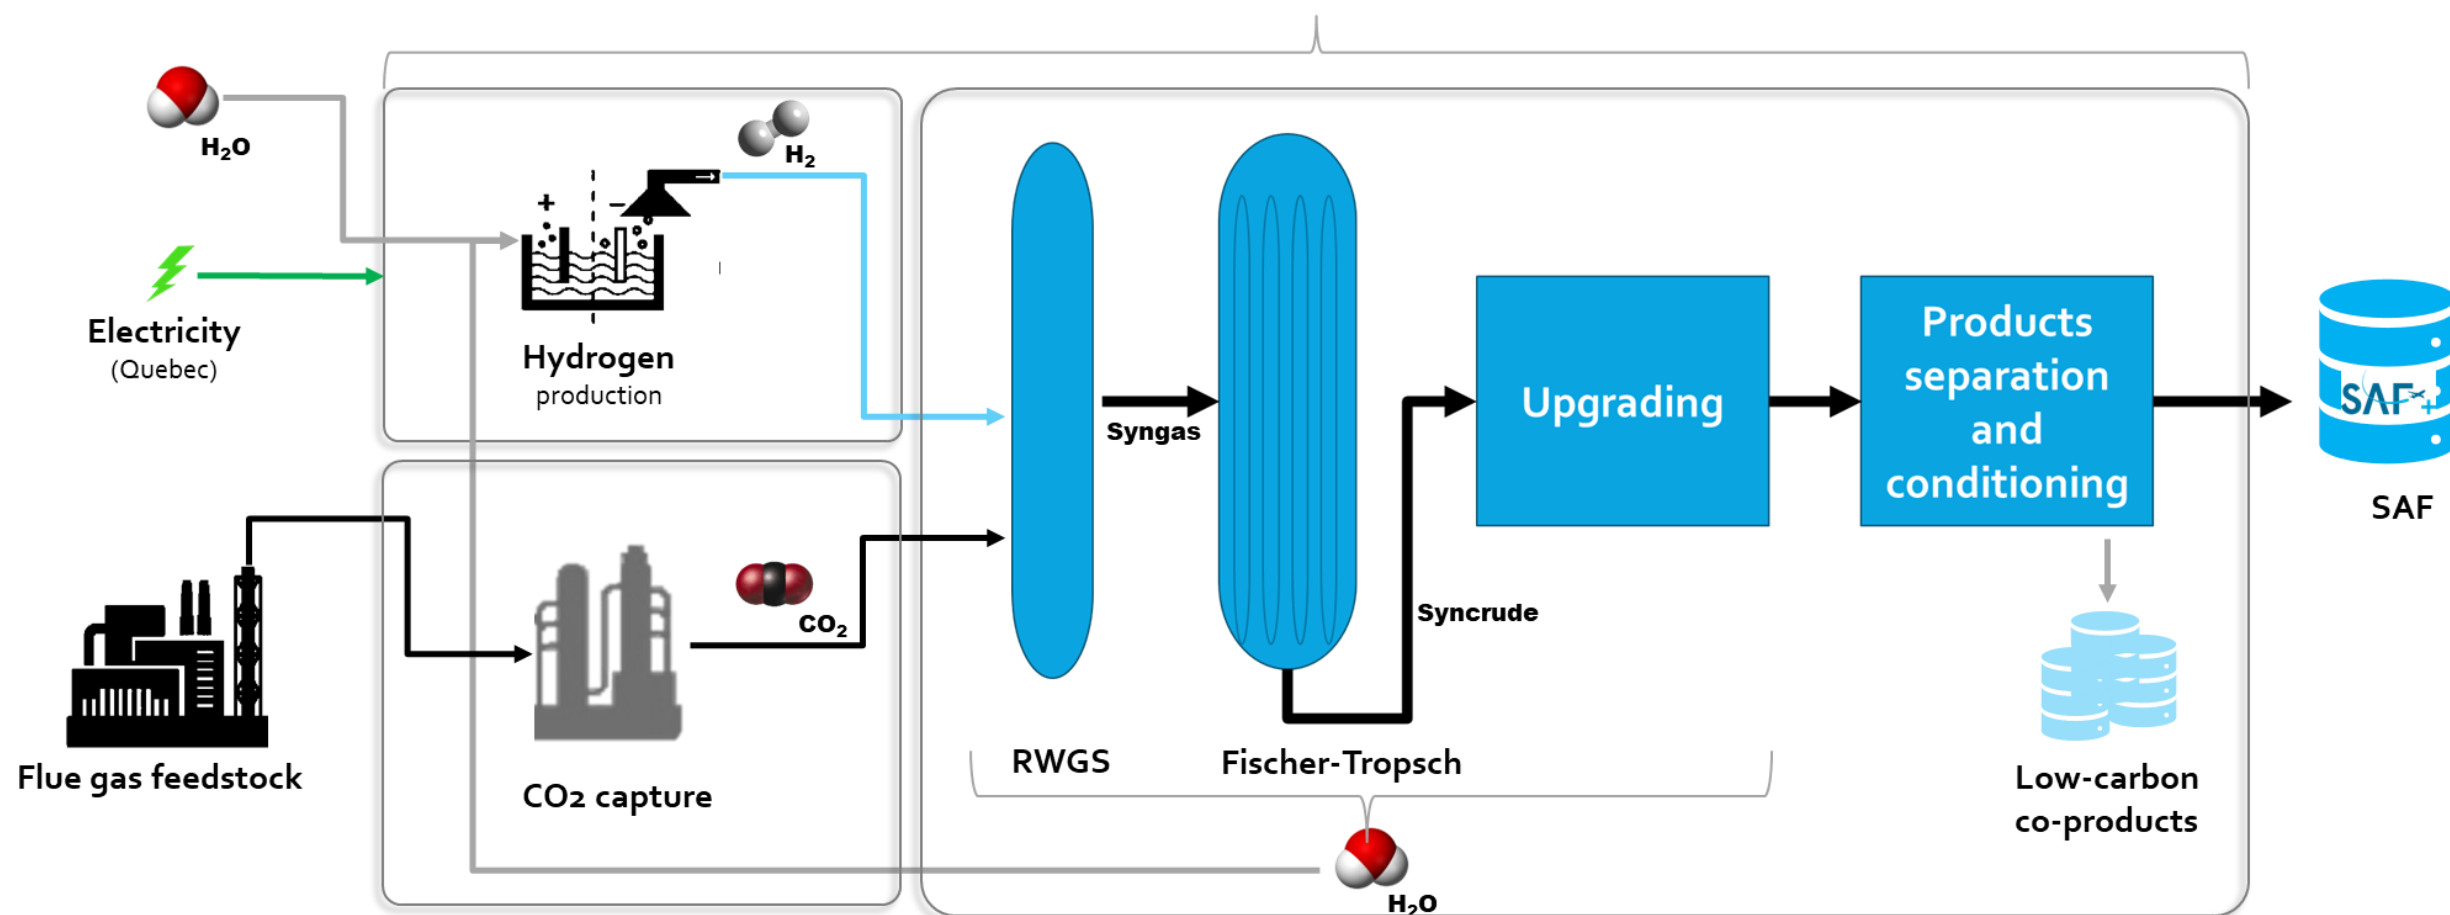 H₂O
H₂
+
−
Electricity
(Quebec)
Hydrogen
production
Syngas
Upgrading
Products
separation
and
conditioning
SAF+
SAF
CO₂
Syncrude
Flue gas feedstock
CO2 capture
RWGS
Fischer-Tropsch
Low-carbon
co-products
H₂O